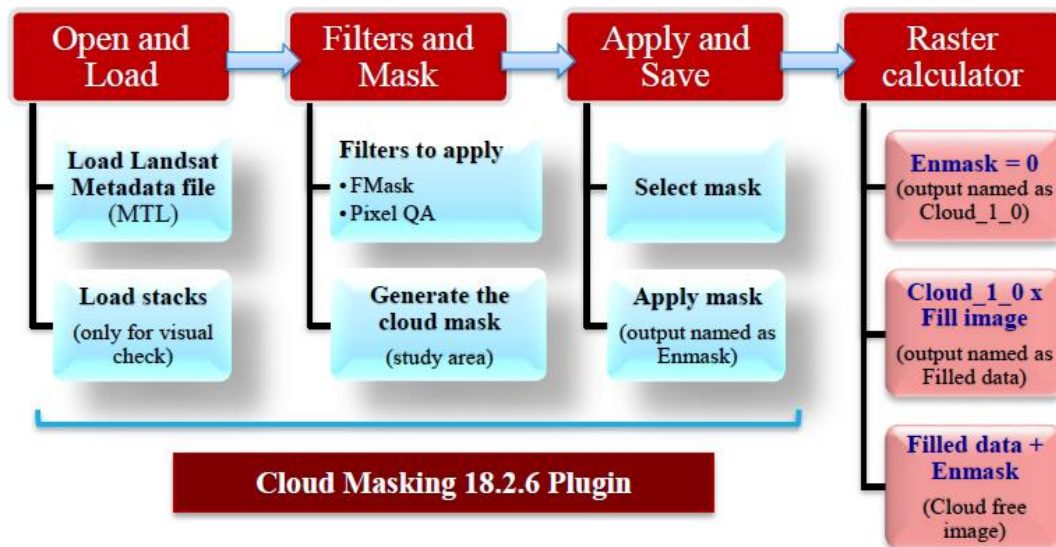 Open and
Load
Filters and
Mask
Apply and
Save
Raster
calculator
Load Landsat
Metadata file
(MTL)
Load stacks
(only for visual
check)
Filters to apply
• FMask
• Pixel QA
Generate the
cloud mask
(study area)
Select mask
Apply mask
(output named as
Enmask)
Enmask = 0
(output named as
Cloud_1_0)
Cloud_1_0 x
Fill image
(output named as
Filled data)
Filled data +
Enmask
(Cloud free
image)
Cloud Masking 18.2.6 Plugin